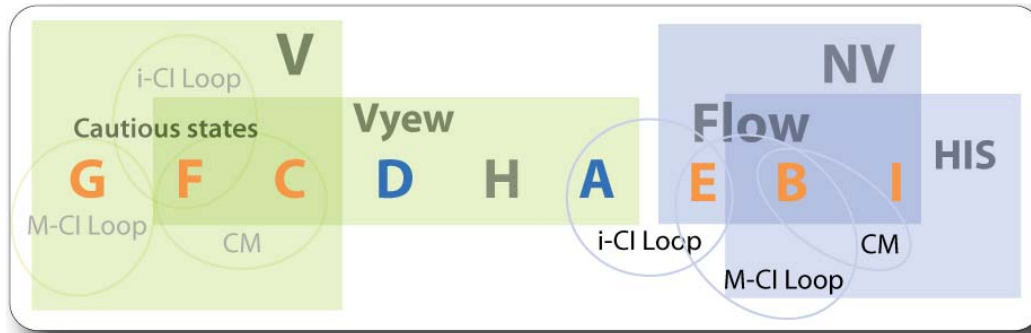 V
NV
i-CI Loop
Cautious states
Vyew
Flow
HIS
G F C D H A E B I
M-CI Loop
CM
i-CI Loop
CM
M-CI Loop